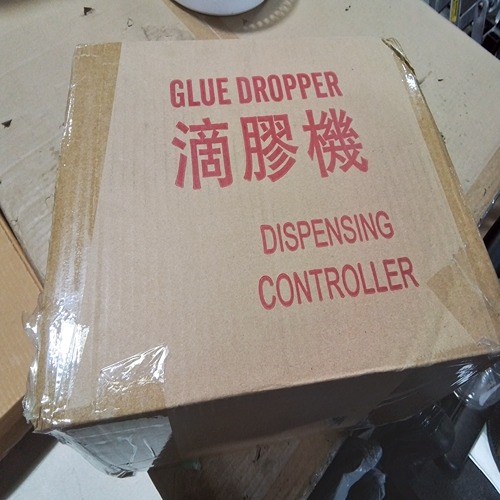 GLUE DROPPER
滴膠機
DISPENSING
CONTROLLER